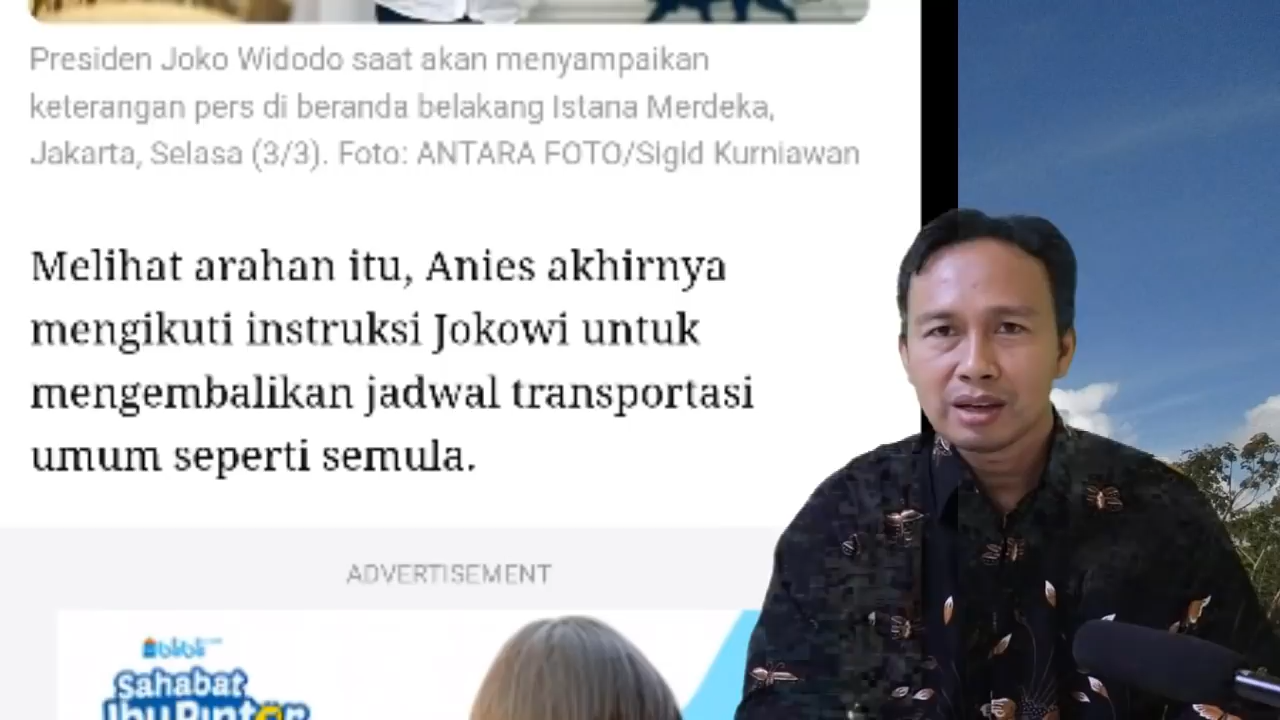 Presiden Joko Widodo saat akan menyampaikan
keterangan pers di beranda belakang Istana Merdeka,
Jakarta, Selasa (3/3). Foto: ANTARA FOTO/Sigid Kurniawan
Melihat arahan itu, Anies akhirnya
mengikuti instruksi Jokowi untuk
mengembalikan jadwal transportasi
umum seperti semula.
ADVERTISEMENT
blibli
Sahabat
Ibu Pintar